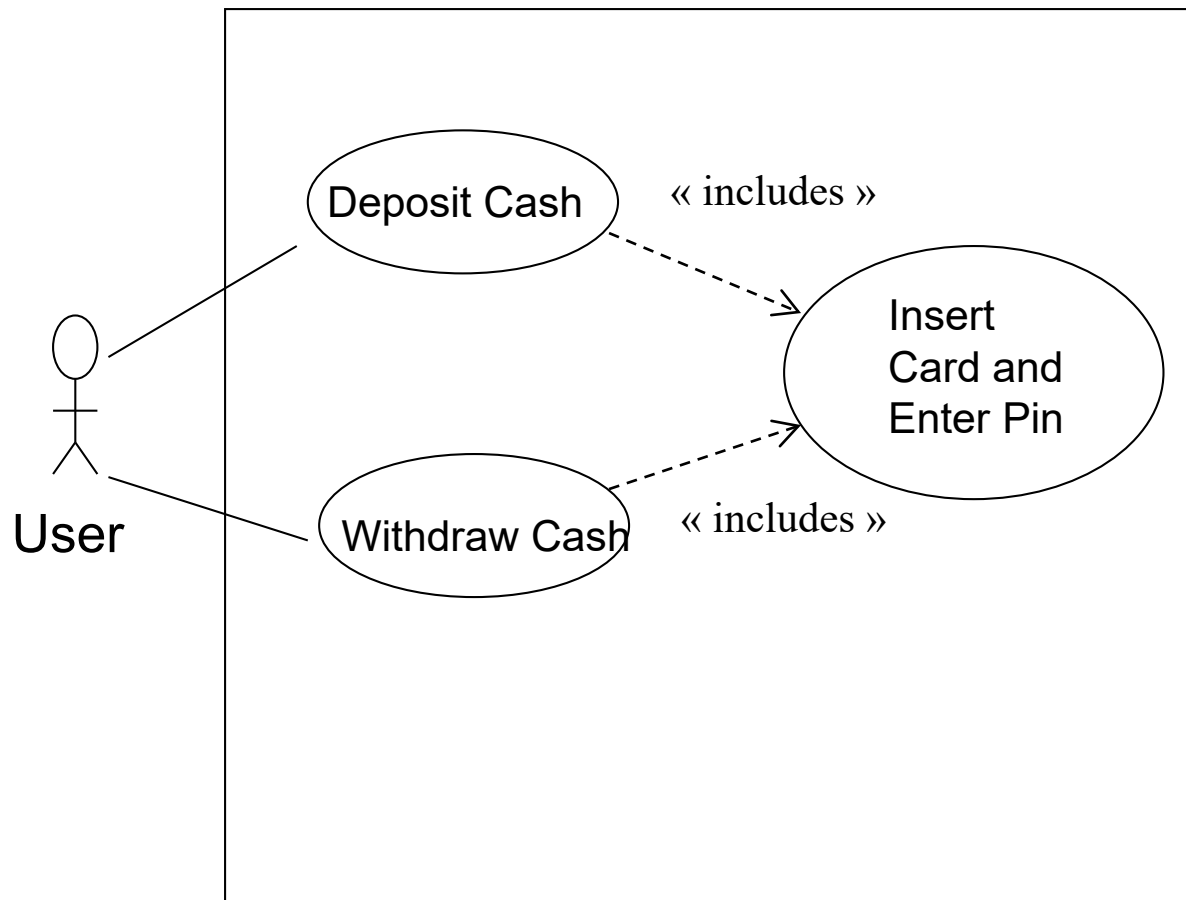 Deposit Cash
« includes »
Insert
Card and
Enter Pin
User
Withdraw Cash
« includes »